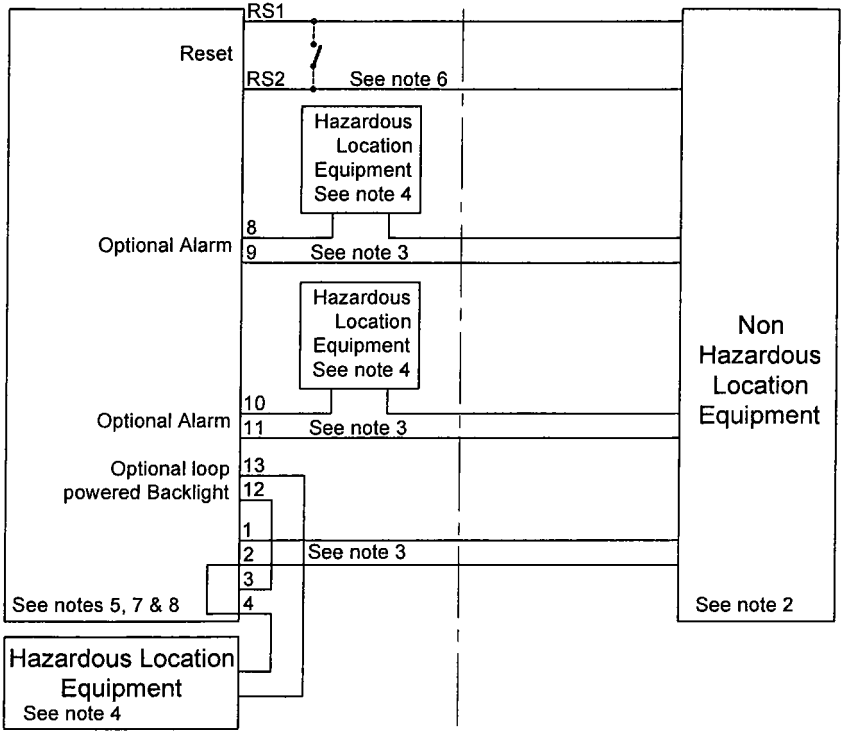 RS1
Reset
RS2 See note 6
Hazardous
Location
Equipment
See note 4
8
Optional Alarm
9 See note 3
Hazardous
Location
Equipment
See note 4
Non
Hazardous
Location
Equipment
10
Optional Alarm
11 See note 3
Optional loop 13
powered Backlight 12
1
2 See note 3
3
4
See notes 5, 7 & 8
See note 2
Hazardous Location
Equipment
See note 4